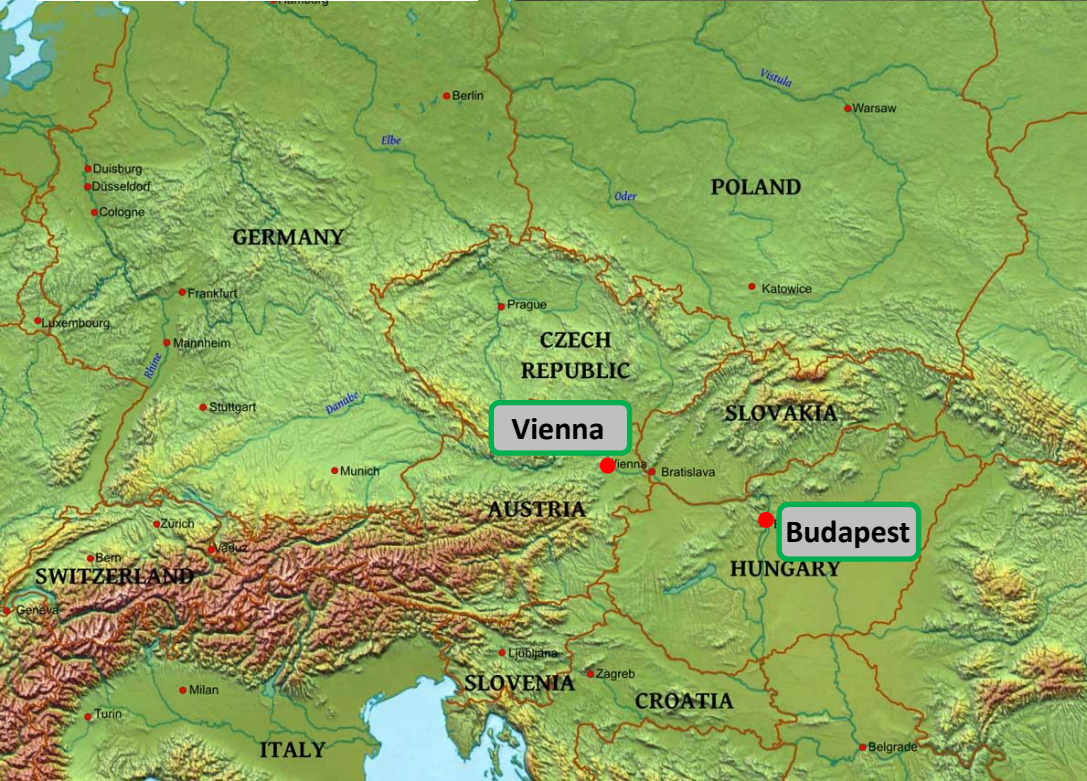 Hamburg
Berlin
Vistula
Warsaw
Elbe
Duisburg
Düsseldorf
POLAND
Oder
Cologne
GERMANY
Katowice
Frankfurt
Prague
Luxembourg
Mannheim
CZECH
REPUBLIC
Rhine
Stuttgart
Danube
SLOVAKIA
Vienna
Munich
Vienna
Bratislava
AUSTRIA
Zürich
Budapest
Vaduz
Bern
SWITZERLAND
HUNGARY
Geneva
Ljubljana
Zagreb
SLOVENIA
Milan
CROATIA
Turin
ITALY
Belgrade